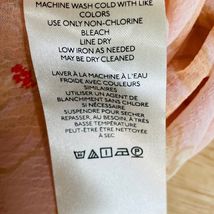 MACHINE WASH COLD WITH LIKE
COLORS
USE ONLY NON-CHLORINE
BLEACH
LINE DRY
LOW IRON AS NEEDED
MAY BE DRY CLEANED
LAVER À LA MACHINE À L'EAU
FROIDE AVEC COULEURS
SIMILAIRES
UTILISER UN AGENT DE
BLANCHIMENT SANS CHLORE SI
NÉCESSAIRE
SUSPENDRE POUR SÉCHER
REPASSER, AU BESOIN, À TRÈS
BASSE TEMPÉRATURE
PEUT-ÊTRE ÊTRE NETTOYÉE
À SEC